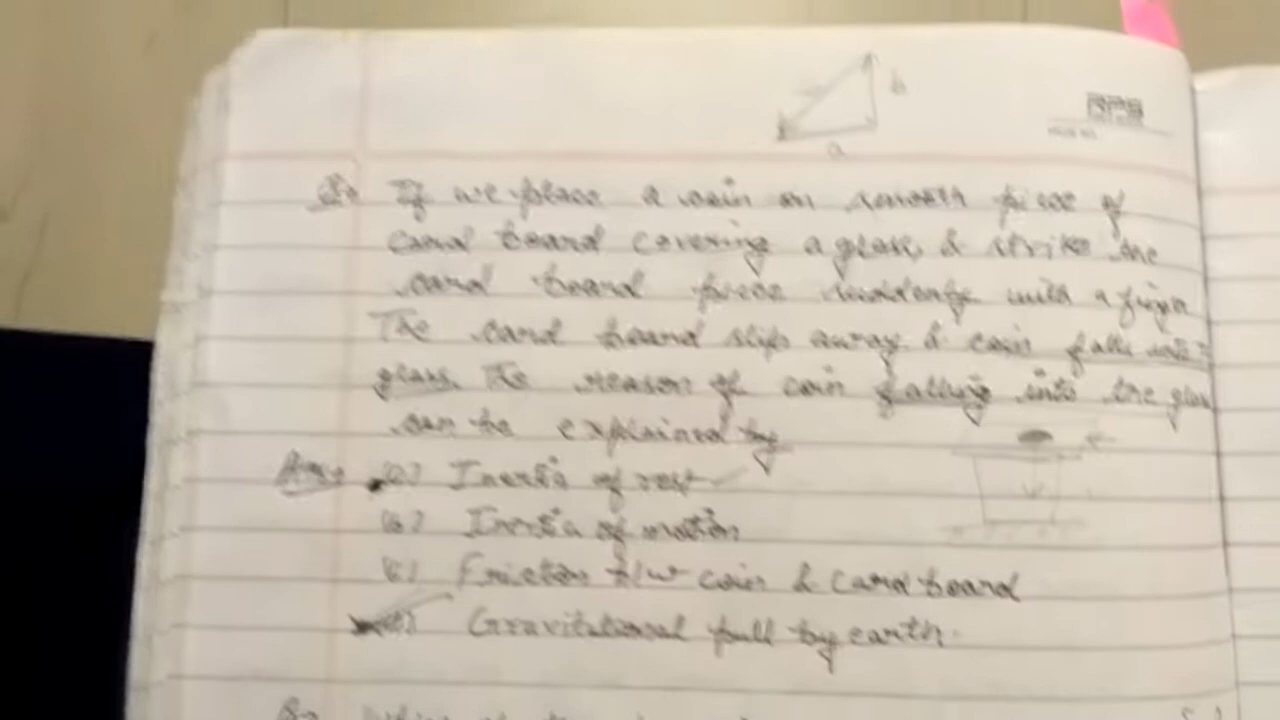 b
a
Q. If we place a coin on smooth piece of
card board covering a glass, & strike the
card board piece suddenly with a finger
The card board slips away & coin falls into
glass. The reason of coin falling into the glass
can be explained by
Ans (a) Inertia of rest
(b) Inertia of motion
(c) Friction b/w coin & card board
(d) Gravitational pull by earth.